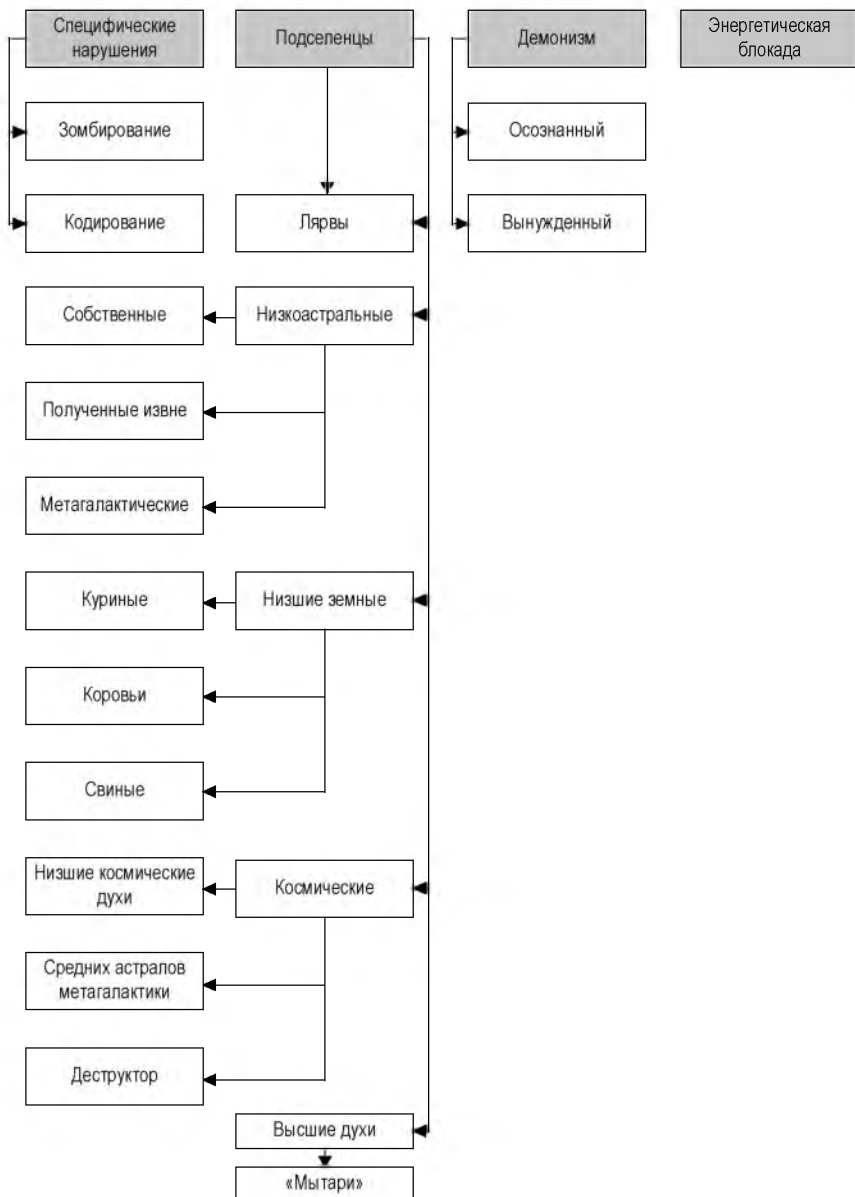 Специфические
нарушения
Подселенцы
Демонизм
Энергетическая
блокада
Зомбирование
Осознанный
Кодирование
Лярвы
Вынужденный
Собственные
Низкоастральные
Полученные извне
Метагалактические
Куриные
Низшие земные
Коровьи
Свиные
Низшие космические
духи
Космические
Средних астралов
метагалактики
Деструктор
Высшие духи
«Мытари»